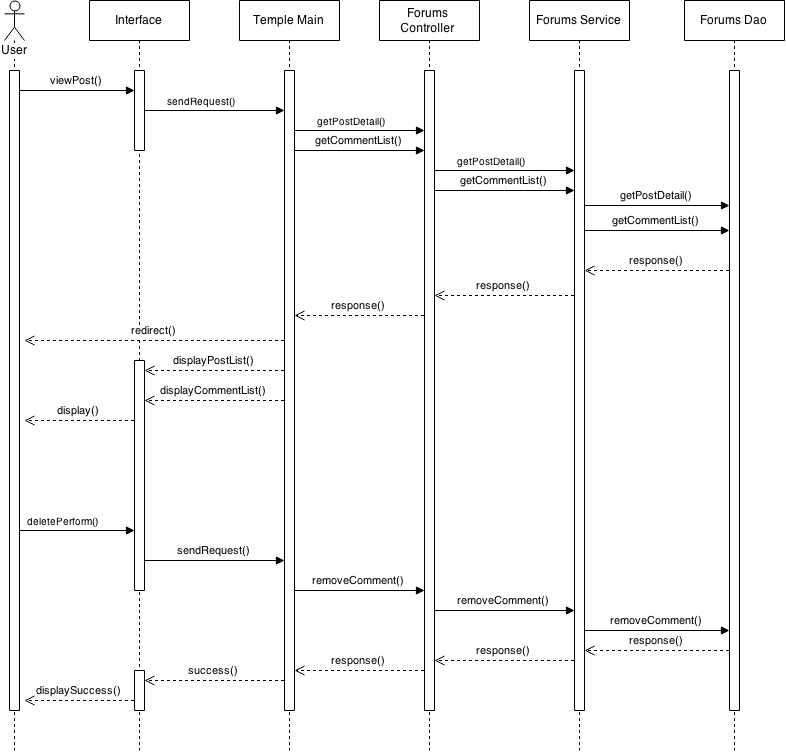 User
Interface
Temple Main
Forums
Controller
Forums Service
Forums Dao
viewPost()
sendRequest()
getPostDetail()
getCommentList()
getPostDetail()
getCommentList()
getPostDetail()
getCommentList()
response()
response()
response()
redirect()
displayPostList()
displayCommentList()
display()
deletePerform()
sendRequest()
removeComment()
removeComment()
removeComment()
response()
response()
response()
success()
displaySuccess()